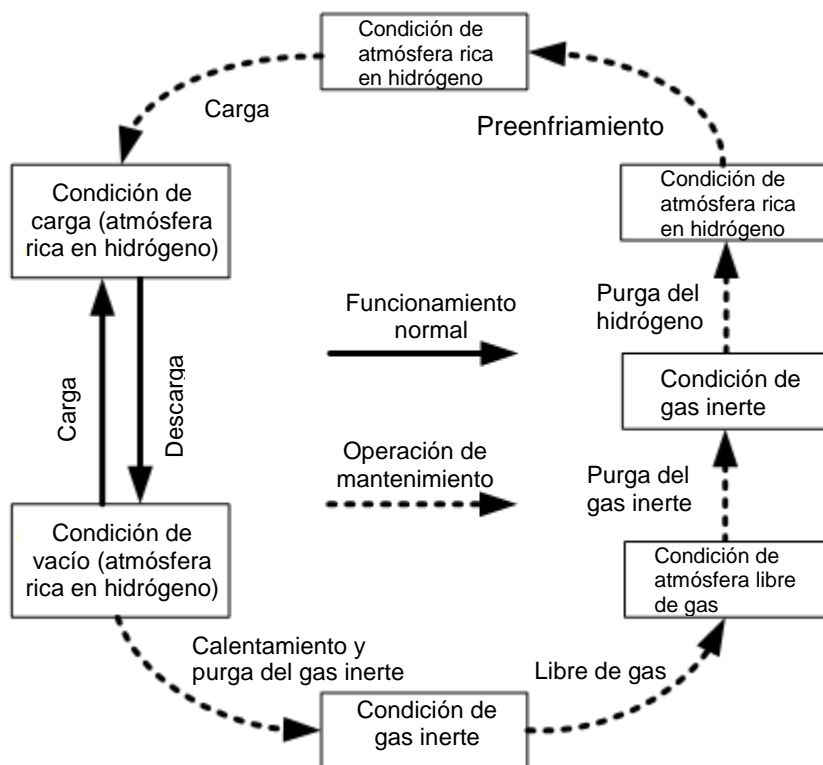 Condición de
atmósfera rica
en hidrógeno
Carga
Preenfriamiento
Condición de
carga (atmósfera
rica en hidrógeno)
Condición de
atmósfera rica
en hidrógeno
Funcionamiento
normal
Purga del
hidrógeno
Carga
Descarga
Condición de
gas inerte
Operación de
mantenimiento
Purga del
gas inerte
Condición de
vacío (atmósfera
rica en hidrógeno)
Condición de
atmósfera libre
de gas
Calentamiento y
purga del gas inerte
Libre de gas
Condición de
gas inerte